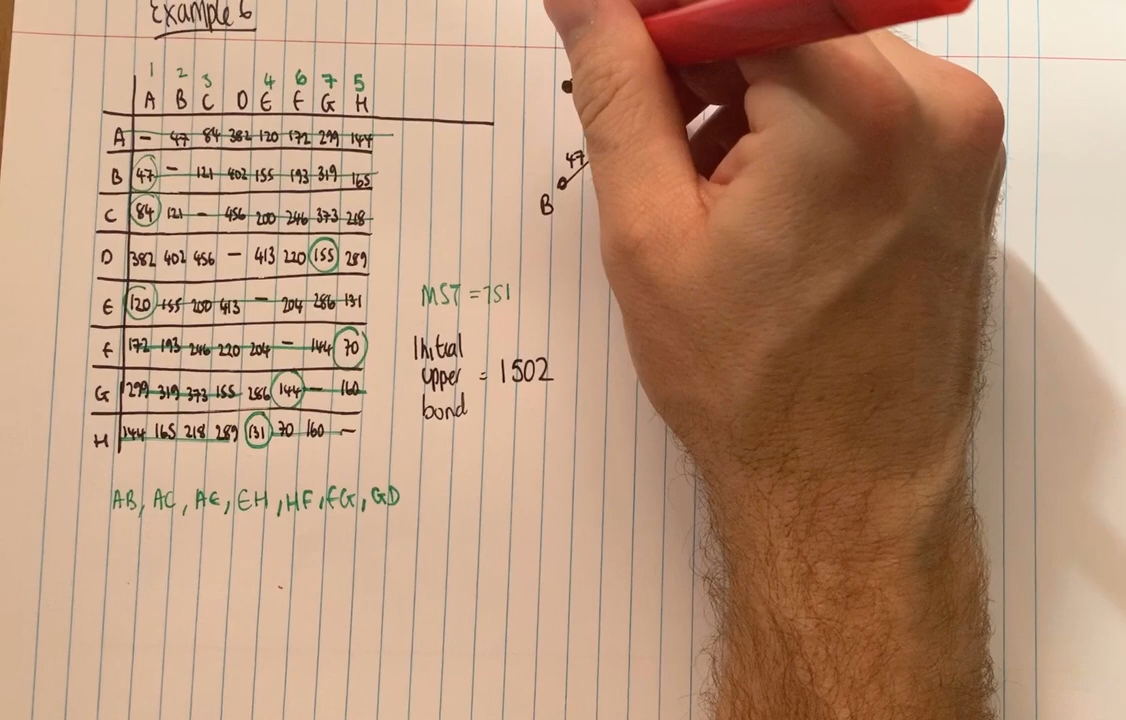 Example 6
1 2 3 4 6 7 5
A B C D E F G H
A - 47 84 382 120 172 299 144
B 47 - 121 402 155 193 319 165
C 84 121 - 456 200 246 373 218
D 382 402 456 - 413 220 155 289
E 120 155 200 413 - 204 286 131
F 172 193 246 220 204 - 144 70
G 299 319 373 155 286 144 - 160
H 144 165 218 289 131 70 160 -
AB, AC, AE, EH, HF, FG, GD
MST = 751
Initial
upper = 1502
bond
47
B